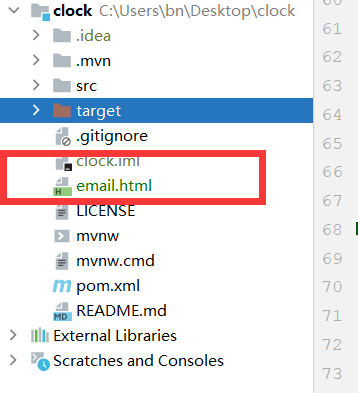 clock C:\Users\bn\Desktop\clock
.idea
.mvn
src
target
.gitignore
clock.iml
email.html
LICENSE
mvnw
mvnw.cmd
pom.xml
README.md
External Libraries
Scratches and Consoles
61
62
63
64
65
66
67
68
69
70
71
72
73